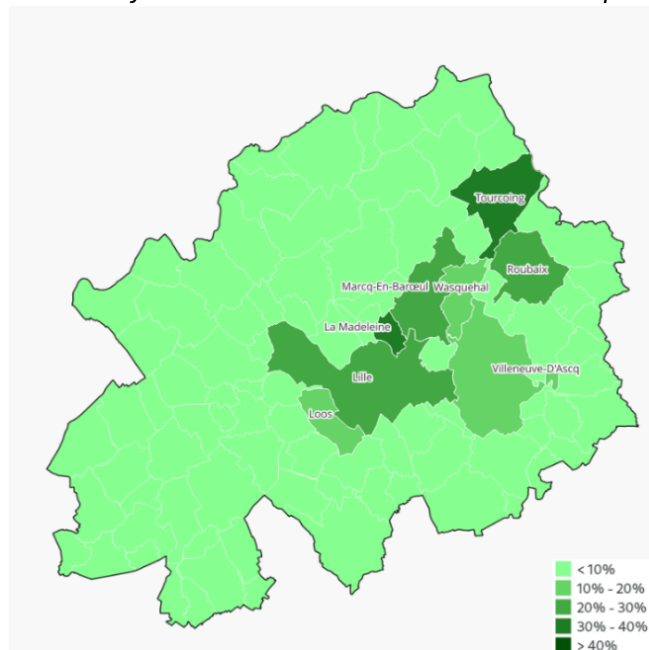 Tourcoing
Roubaix
Marcq-En-Barœul
Wasquehal
La Madeleine
Villeneuve-D'Ascq
Lille
Loos
< 10%
10% - 20%
20% - 30%
30% - 40%
> 40%